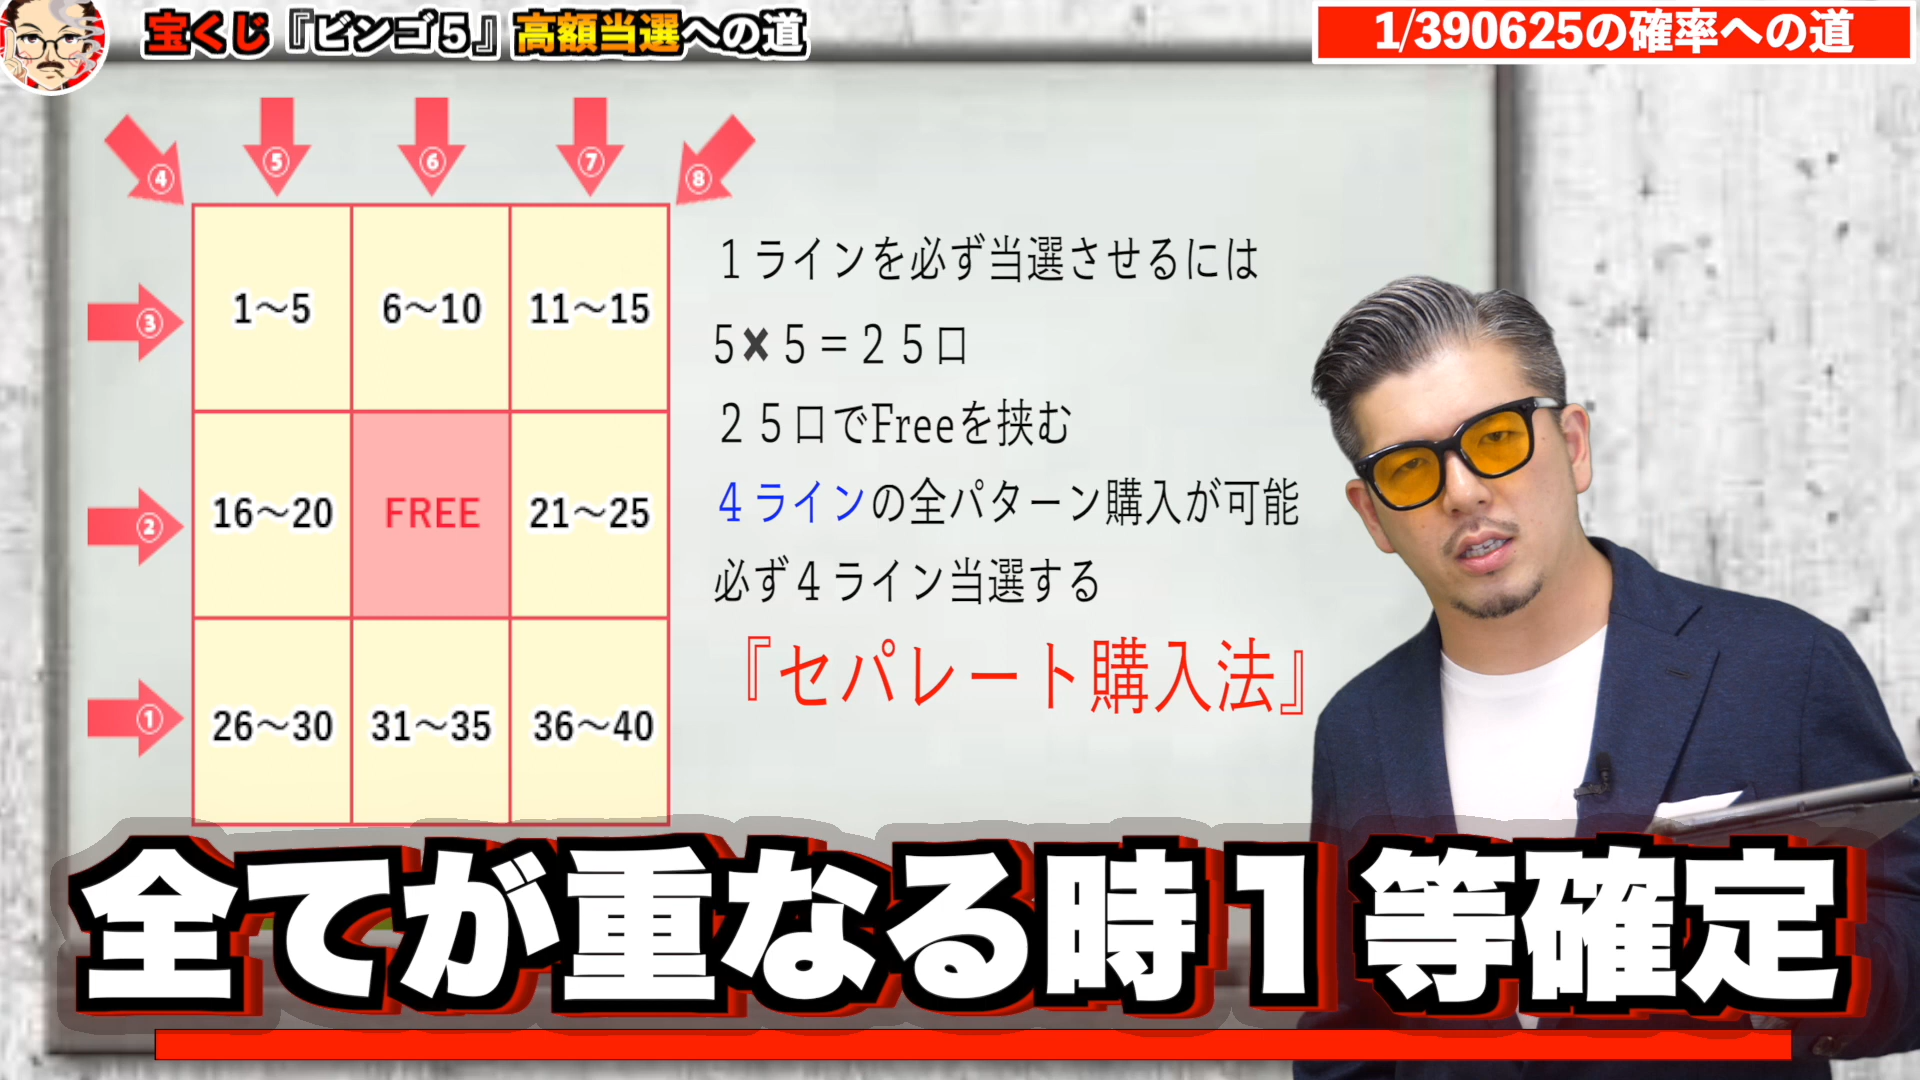 宝くじ『ビンゴ５』高額当選への道
1/390625の確率への道
④ ⑤ ⑥ ⑦ ⑧
③ 1～5 6～10 11～15
② 16～20 FREE 21～25
① 26～30 31～35 36～40
１ラインを必ず当選させるには
5✖５＝２５口
２５口でFreeを挟む
４ラインの全パターン購入が可能
必ず４ライン当選する
『セパレート購入法』
全てが重なる時１等確定